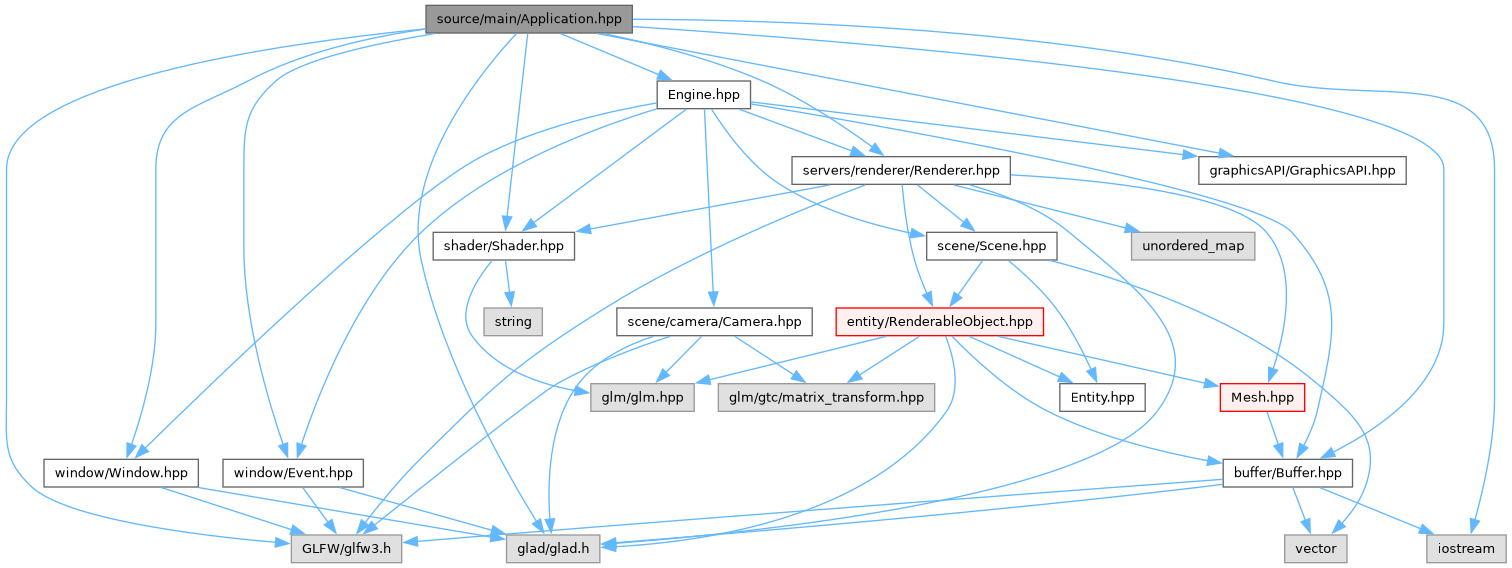 source/main/Application.hpp
Engine.hpp
servers/renderer/Renderer.hpp
graphicsAPI/GraphicsAPI.hpp
shader/Shader.hpp
scene/Scene.hpp
unordered_map
string
scene/camera/Camera.hpp
entity/RenderableObject.hpp
glm/glm.hpp
glm/gtc/matrix_transform.hpp
Entity.hpp
Mesh.hpp
window/Window.hpp
window/Event.hpp
buffer/Buffer.hpp
GLFW/glfw3.h
glad/glad.h
vector
iostream